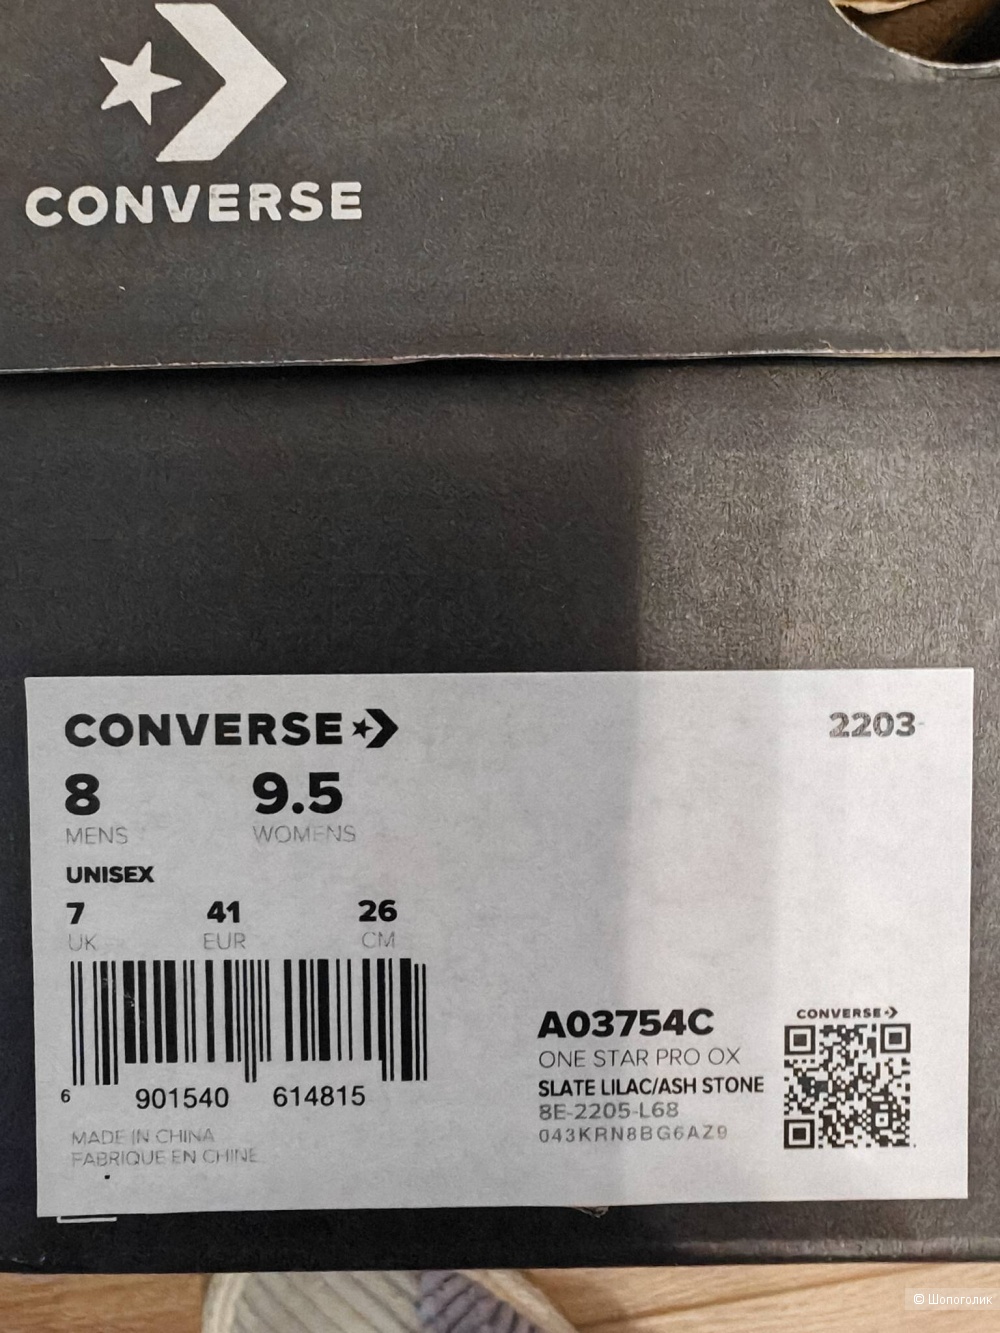 CONVERSE
CONVERSE
2203
8 9.5
MENS WOMENS
UNISEX
7 41 26
UK EUR CM
6 901540 614815
MADE IN CHINA
FABRIQUE EN CHINE
CONVERSE
A03754C
ONE STAR PRO OX
SLATE LILAC/ASH STONE
8E-2205-L68
043KRN8BG6AZ9
© Шопоголик